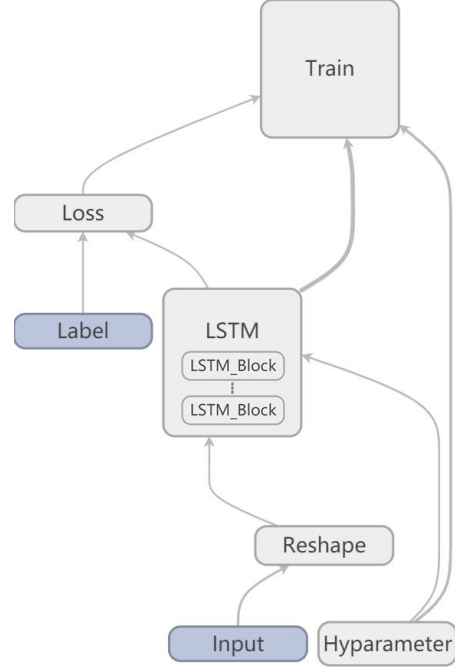 Train
Loss
Label
LSTM
LSTM_Block
LSTM_Block
Reshape
Input
Hyparameter